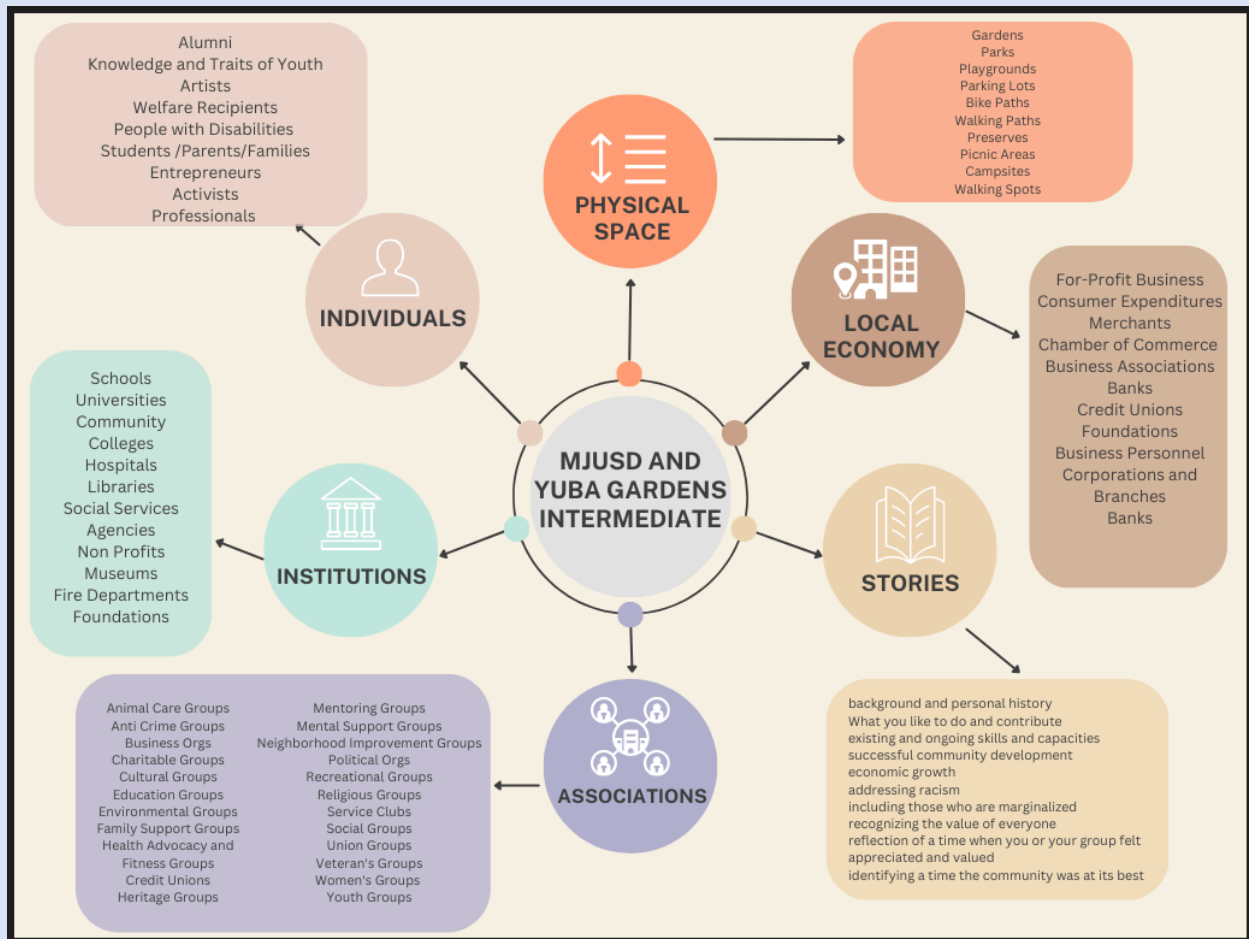 Alumni
Knowledge and Traits of Youth
Artists
Welfare Recipients
People with Disabilities
Students /Parents/Families
Entrepreneurs
Activists
Professionals
INDIVIDUALS
PHYSICAL
SPACE
Gardens
Parks
Playgrounds
Parking Lots
Bike Paths
Walking Paths
Preserves
Picnic Areas
Campsites
Walking Spots
LOCAL
ECONOMY
For-Profit Business
Consumer Expenditures
Merchants
Chamber of Commerce
Business Associations
Banks
Credit Unions
Foundations
Business Personnel
Corporations and
Branches
Banks
MJUSD AND
YUBA GARDENS
INTERMEDIATE
Schools
Universities
Community
Colleges
Hospitals
Libraries
Social Services
Agencies
Non Profits
Museums
Fire Departments
Foundations
INSTITUTIONS
STORIES
background and personal history
What you like to do and contribute
existing and ongoing skills and capacities
successful community development
economic growth
addressing racism
including those who are marginalized
recognizing the value of everyone
reflection of a time when you or your group felt
appreciated and valued
identifying a time the community was at its best
ASSOCIATIONS
Animal Care Groups
Anti Crime Groups
Business Orgs
Charitable Groups
Cultural Groups
Education Groups
Environmental Groups
Family Support Groups
Health Advocacy and
Fitness Groups
Credit Unions
Heritage Groups
Mentoring Groups
Mental Support Groups
Neighborhood Improvement Groups
Political Orgs
Recreational Groups
Religious Groups
Service Clubs
Social Groups
Union Groups
Veteran's Groups
Women's Groups
Youth Groups